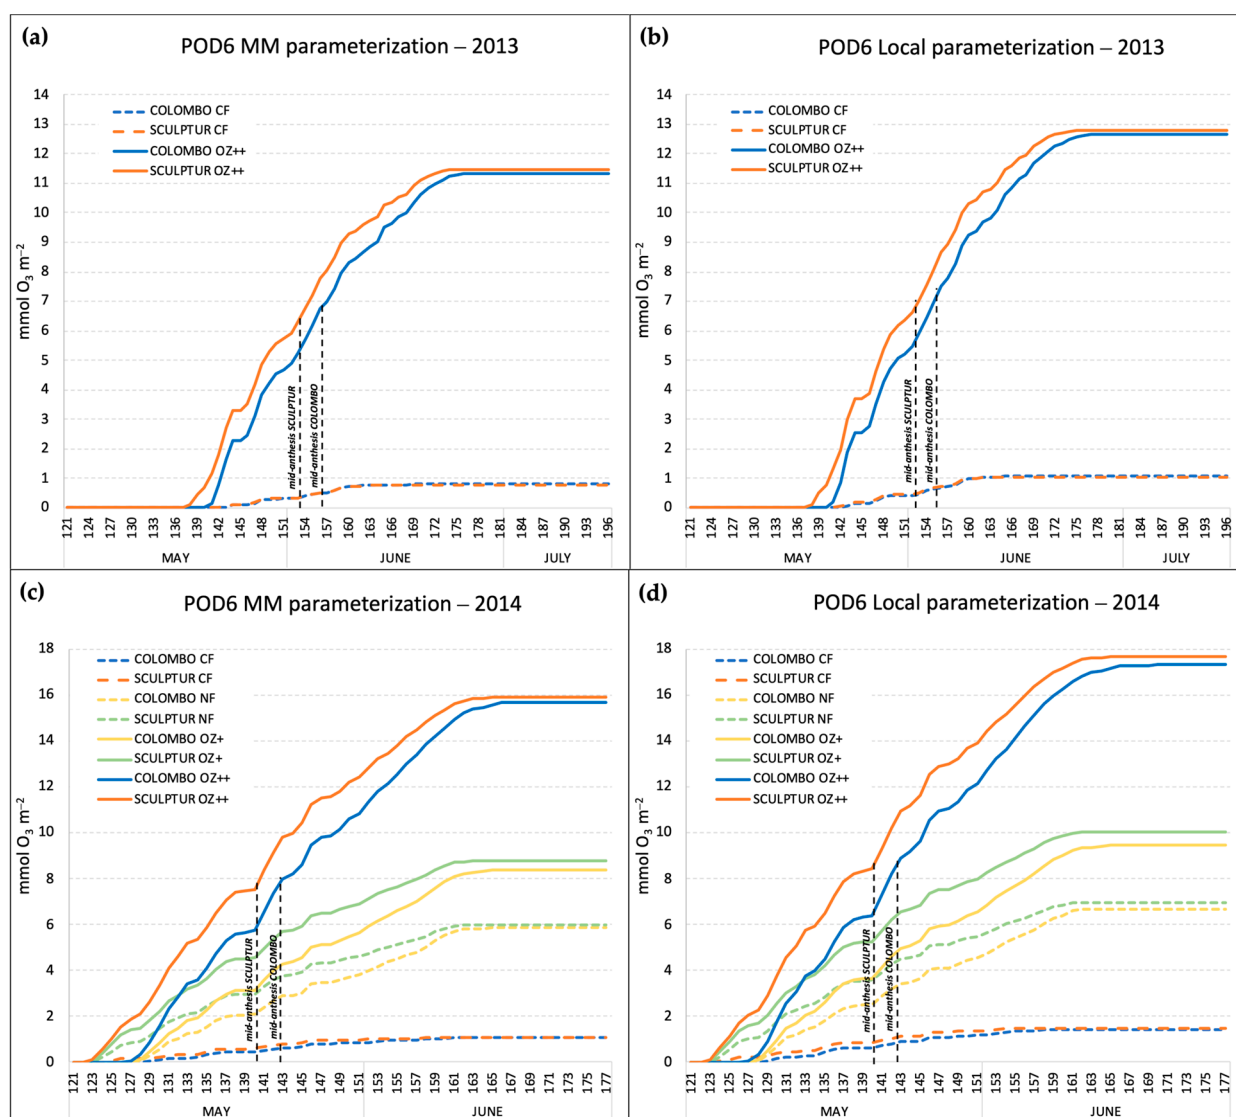 (a)
POD6 MM parameterization – 2013
14
13
12
11
10
9
8
7
6
5
4
3
2
1
0
mmol O3 m−2
COLOMBO CF
SCULPTUR CF
COLOMBO OZ++
SCULPTUR OZ++
mid-anthesis SCULPTUR
mid-anthesis COLOMBO
121 124 127 130 133 136 139 142 145 148 151 154 157 160 163 166 169 172 175 178 181 184 187 190 193 196
MAY JUNE JULY
(b)
POD6 Local parameterization – 2013
14
13
12
11
10
9
8
7
6
5
4
3
2
1
0
mmol O3 m−2
COLOMBO CF
SCULPTUR CF
COLOMBO OZ++
SCULPTUR OZ++
mid-anthesis SCULPTUR
mid-anthesis COLOMBO
121 124 127 130 133 136 139 142 145 148 151 154 157 160 163 166 169 172 175 178 181 184 187 190 193 196
MAY JUNE JULY
(c)
POD6 MM parameterization – 2014
18
16
14
12
10
8
6
4
2
0
mmol O3 m−2
COLOMBO CF
SCULPTUR CF
COLOMBO NF
SCULPTUR NF
COLOMBO OZ+
SCULPTUR OZ+
COLOMBO OZ++
SCULPTUR OZ++
mid-anthesis SCULPTUR
mid-anthesis COLOMBO
121 123 125 127 129 131 133 135 137 139 141 143 145 147 149 151 153 155 157 159 161 163 165 167 169 171 173 175 177
MAY JUNE
(d)
POD6 Local parameterization – 2014
18
16
14
12
10
8
6
4
2
0
mmol O3 m−2
COLOMBO CF
SCULPTUR CF
COLOMBO NF
SCULPTUR NF
COLOMBO OZ+
SCULPTUR OZ+
COLOMBO OZ++
SCULPTUR OZ++
mid-anthesis SCULPTUR
mid-anthesis COLOMBO
121 123 125 127 129 131 133 135 137 139 141 143 145 147 149 151 153 155 157 159 161 163 165 167 169 171 173 175 177
MAY JUNE